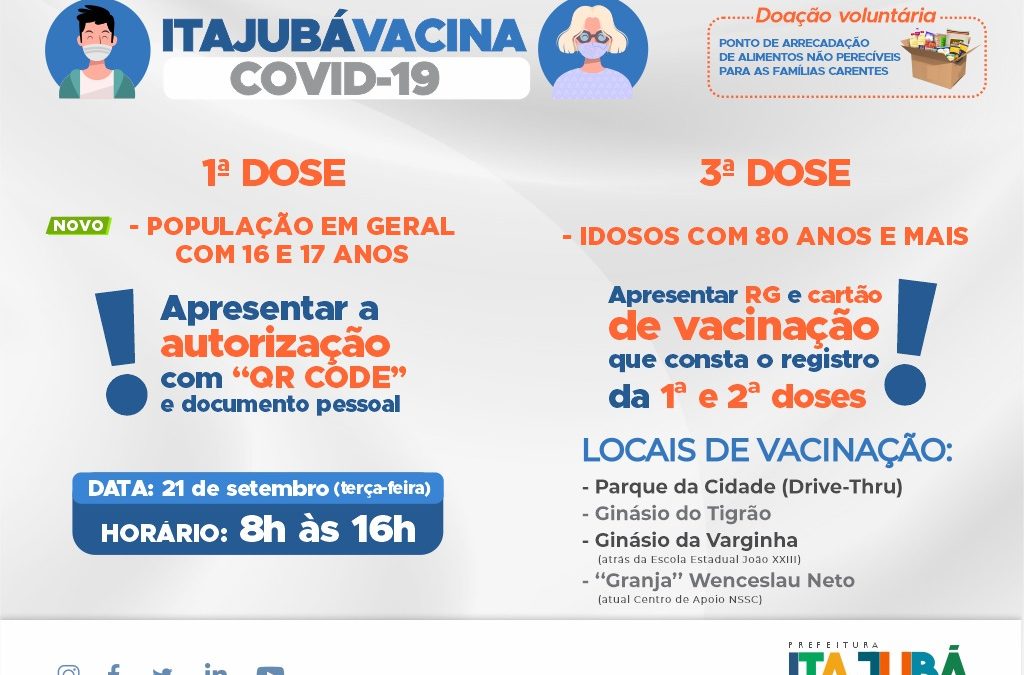 ITAJUBÁVACINA
COVID-19
Doação voluntária
PONTO DE ARRECADAÇÃO
DE ALIMENTOS NÃO PERECÍVEIS
PARA AS FAMÍLIAS CARENTES
1ª DOSE
NOVO
- POPULAÇÃO EM GERAL
COM 16 E 17 ANOS
! Apresentar a
autorização
com “QR CODE”
e documento pessoal
DATA: 21 de setembro (terça-feira)
HORÁRIO: 8h às 16h
3ª DOSE
- IDOSOS COM 80 ANOS E MAIS
Apresentar RG e cartão
de vacinação
que consta o registro
da 1ª e 2ª doses !
LOCAIS DE VACINAÇÃO:
- Parque da Cidade (Drive-Thru)
- Ginásio do Tigrão
- Ginásio da Varginha
(atrás da Escola Estadual João XXIII)
- “Granja” Wenceslau Neto
(atual Centro de Apoio NSSC)
PREFEITURA
ITAJUBÁ